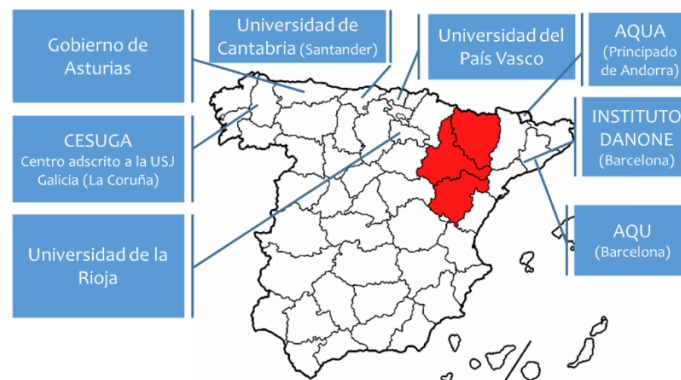 Gobierno de
Asturias
Universidad de
Cantabria (Santander)
Universidad del
País Vasco
AQUA
(Principado
de Andorra)
CESUGA
Centro adscrito a la USJ
Galicia (La Coruña)
INSTITUTO
DANONE
(Barcelona)
Universidad de la
Rioja
AQU
(Barcelona)